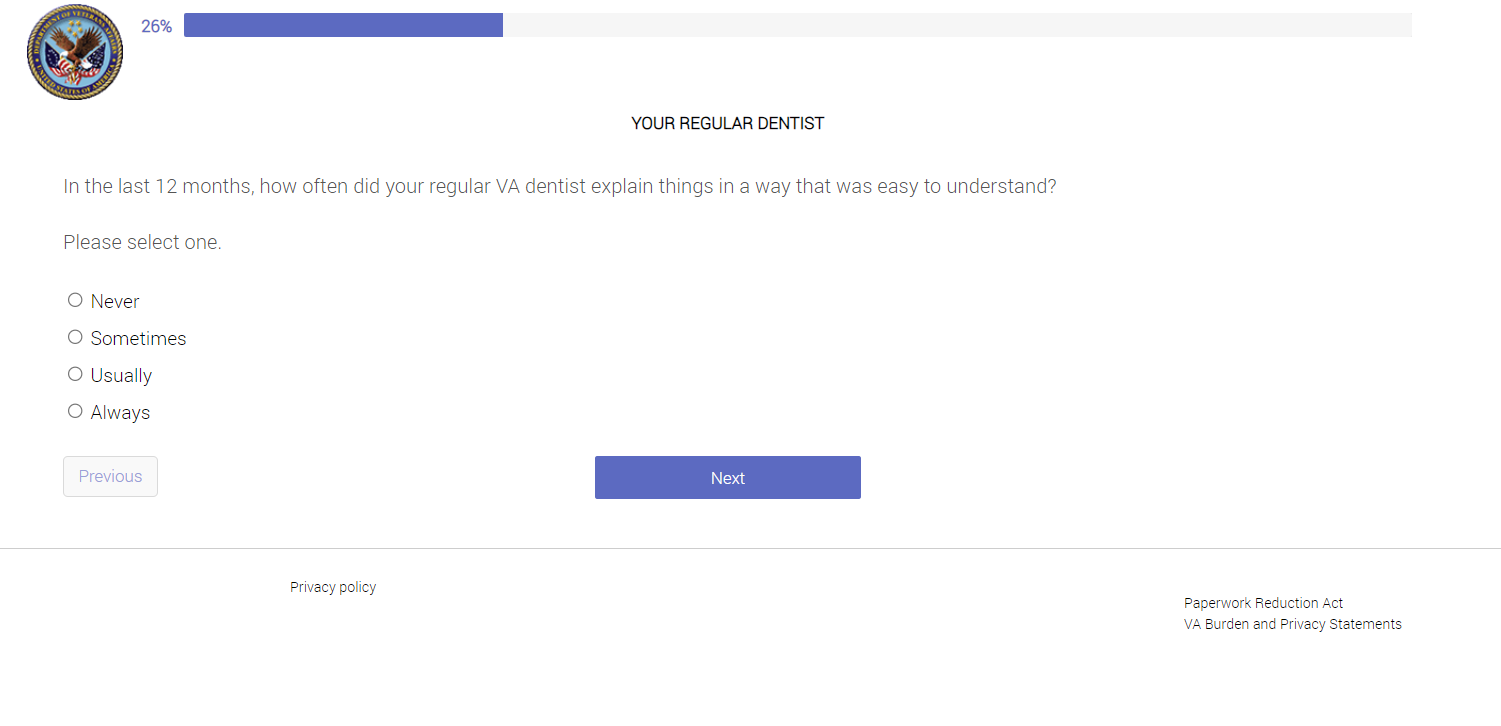 26%
YOUR REGULAR DENTIST
In the last 12 months, how often did your regular VA dentist explain things in a way that was easy to understand?
Please select one.
Never
Sometimes
Usually
Always
Previous
Next
Privacy policy
Paperwork Reduction Act
VA Burden and Privacy Statements